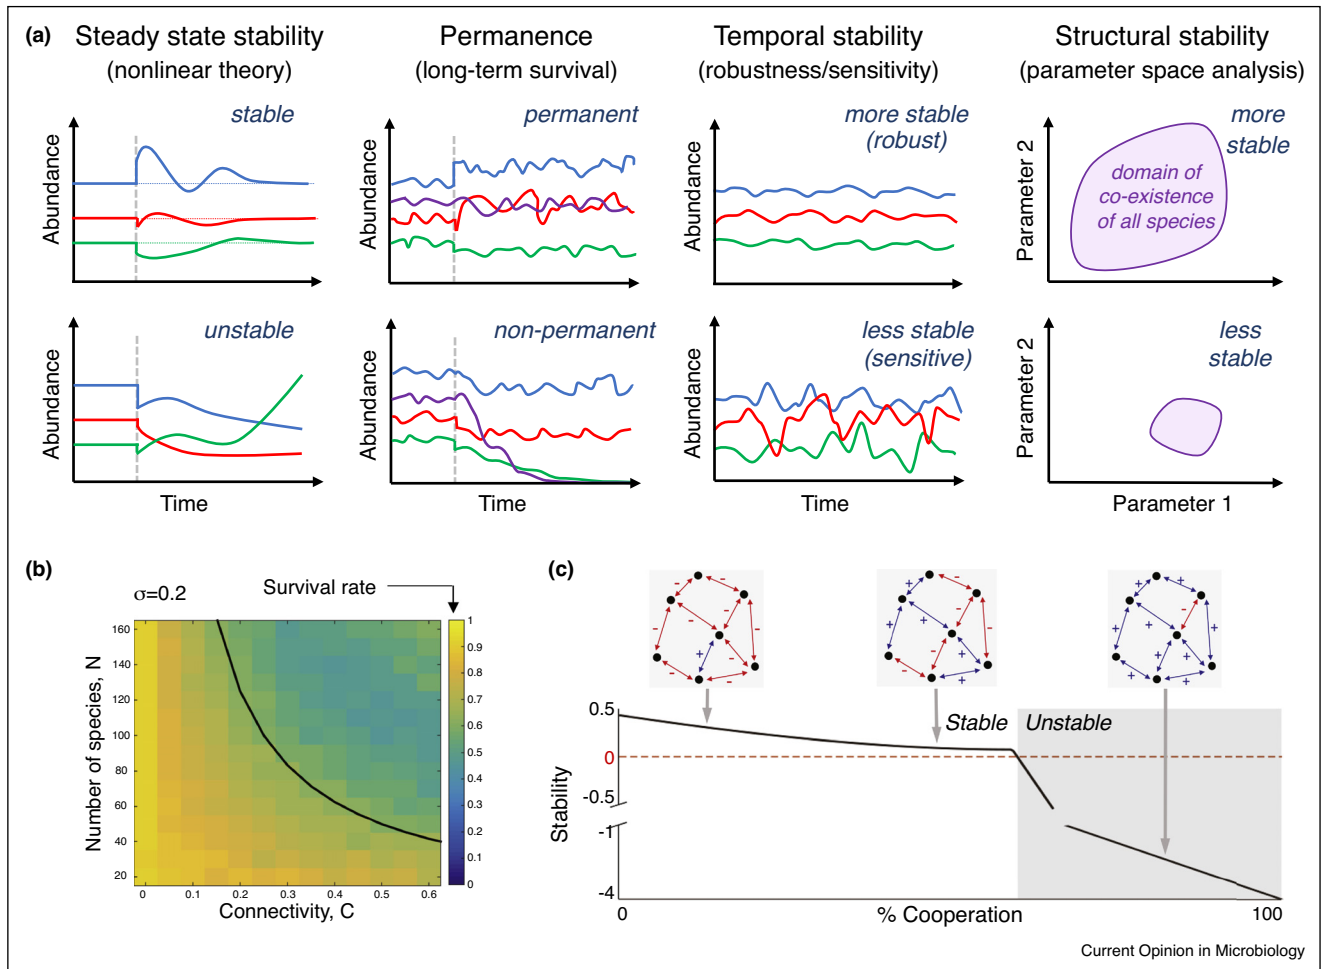 (a)
Steady state stability
(nonlinear theory)
Permanence
(long-term survival)
Temporal stability
(robustness/sensitivity)
Structural stability
(parameter space analysis)
stable
Abundance
permanent
Abundance
more stable
(robust)
Abundance
more
stable
domain of
co-existence
of all species
Parameter 2
unstable
Abundance
Time
non-permanent
Abundance
Time
less stable
(sensitive)
Abundance
Time
less
stable
Parameter 2
Parameter 1
(b)
σ=0.2
Survival rate
Number of species, N
160
140
120
100
80
60
40
20
0 0.1 0.2 0.3 0.4 0.5 0.6
Connectivity, C
1
0.9
0.8
0.7
0.6
0.5
0.4
0.3
0.2
0.1
0
(c)
- - - - - - + - - -
+ - + - + - + - - +
+ + + - + + + + + +
Stability
0.5
0
-0.5
-1
-4
Stable
Unstable
0
% Cooperation
100
Current Opinion in Microbiology